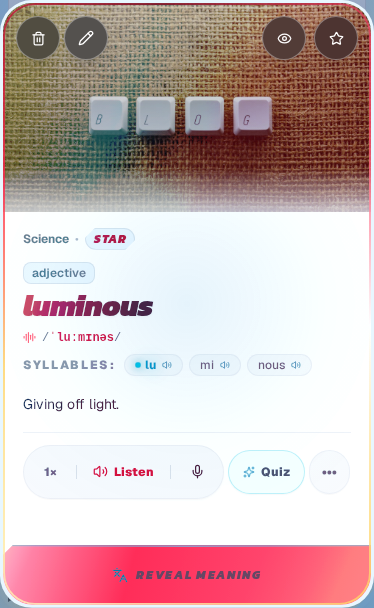 B L O G
Science • STAR
adjective
luminous
/ˈluːmɪnəs/
SYLLABLES: lu mi nous
Giving off light.
1× Listen Quiz •••
REVEAL MEANING